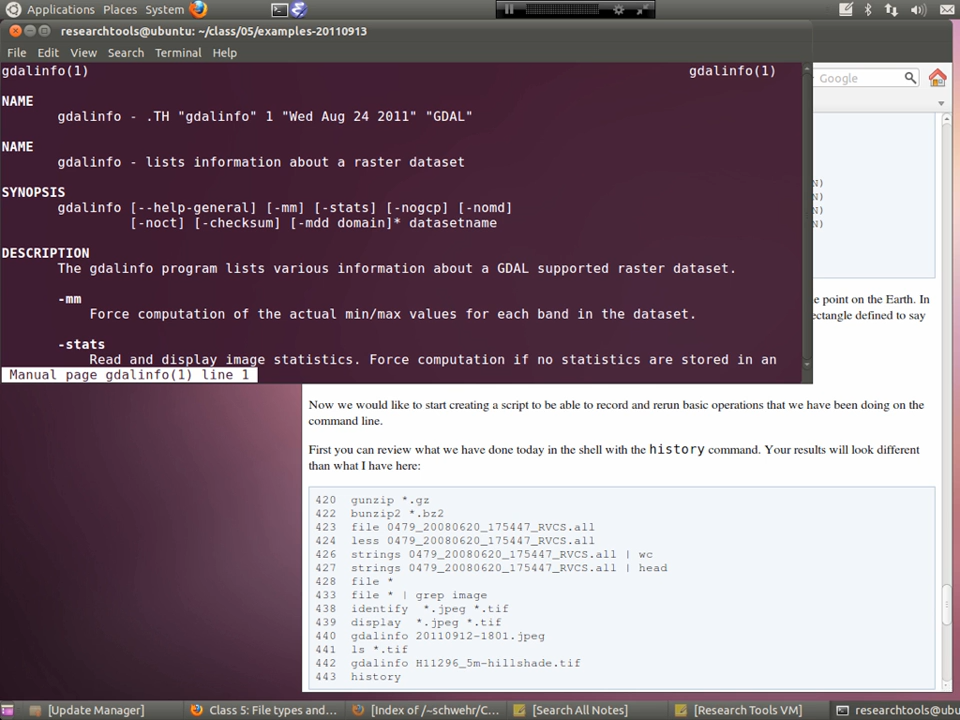 Applications Places System
researchtools@ubuntu: ~/class/05/examples-20110913
File Edit View Search Terminal Help
gdalinfo(1) gdalinfo(1)
NAME
gdalinfo - .TH "gdalinfo" 1 "Wed Aug 24 2011" "GDAL"
NAME
gdalinfo - lists information about a raster dataset
SYNOPSIS
gdalinfo [--help-general] [-mm] [-stats] [-nogcp] [-nomd]
[-noct] [-checksum] [-mdd domain]* datasetname
DESCRIPTION
The gdalinfo program lists various information about a GDAL supported raster dataset.
-mm
Force computation of the actual min/max values for each band in the dataset.
-stats
Read and display image statistics. Force computation if no statistics are stored in an
Manual page gdalinfo(1) line 1
Google
N)
N)
N)
N)
e point on the Earth. In
ectangle defined to say
Now we would like to start creating a script to be able to record and rerun basic operations that we have been doing on the
command line.
First you can review what we have done today in the shell with the history command. Your results will look different
than what I have here:
420 gunzip *.gz
422 bunzip2 *.bz2
423 file 0479_20080620_175447_RVCS.all
424 less 0479_20080620_175447_RVCS.all
426 strings 0479_20080620_175447_RVCS.all | wc
427 strings 0479_20080620_175447_RVCS.all | head
428 file *
433 file * | grep image
438 identify *.jpeg *.tif
439 display *.jpeg *.tif
440 gdalinfo 20110912-1801.jpeg
441 ls *.tif
442 gdalinfo H11296_5m-hillshade.tif
443 history
[Update Manager] Class 5: File types and... [Index of /~schwehr/C... [Search All Notes] [Research Tools VM] researchtools@ubu